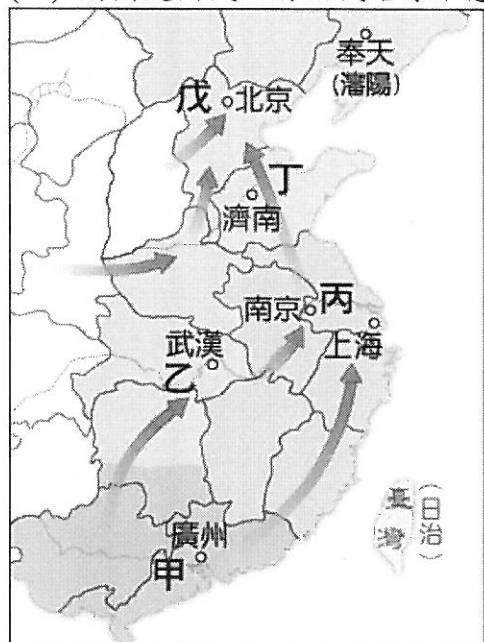 奉天
(瀋陽)
戊
北京
丁
濟南
南京
丙
上海
武漢
乙
廣州
甲
臺灣
(日治)